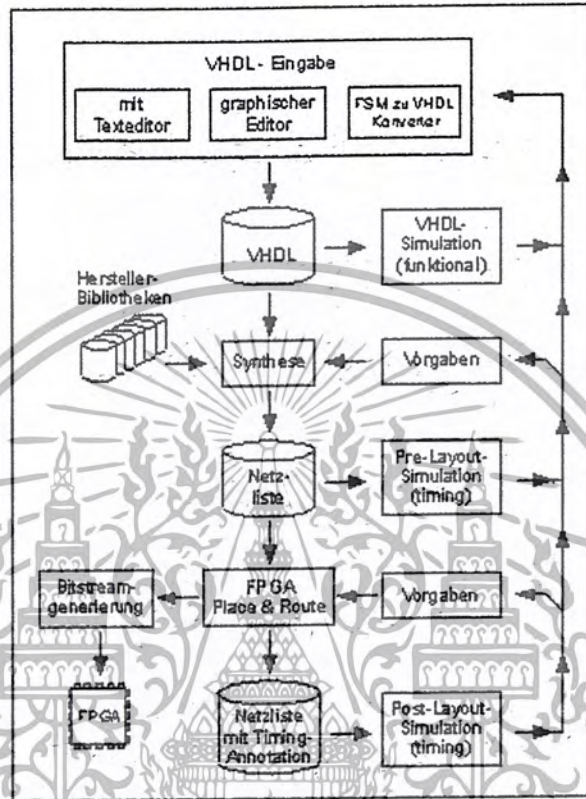 VHDL- Eingabe
mit
Texteditor
graphischer
Editor
FSM zu VHDL
Konverter
VHDL
VHDL-
Simulation
(funktional)
Hersteller-
Bibliotheken
Synthese
Vorgaben
Netz-
liste
Pre-Layout-
Simulation
(timing)
Bitstream-
generierung
FPGA
Place & Route
Vorgaben
FPGA
Netzliste
mit Timing-
Annotation
Post-Layout-
Simulation
(timing)